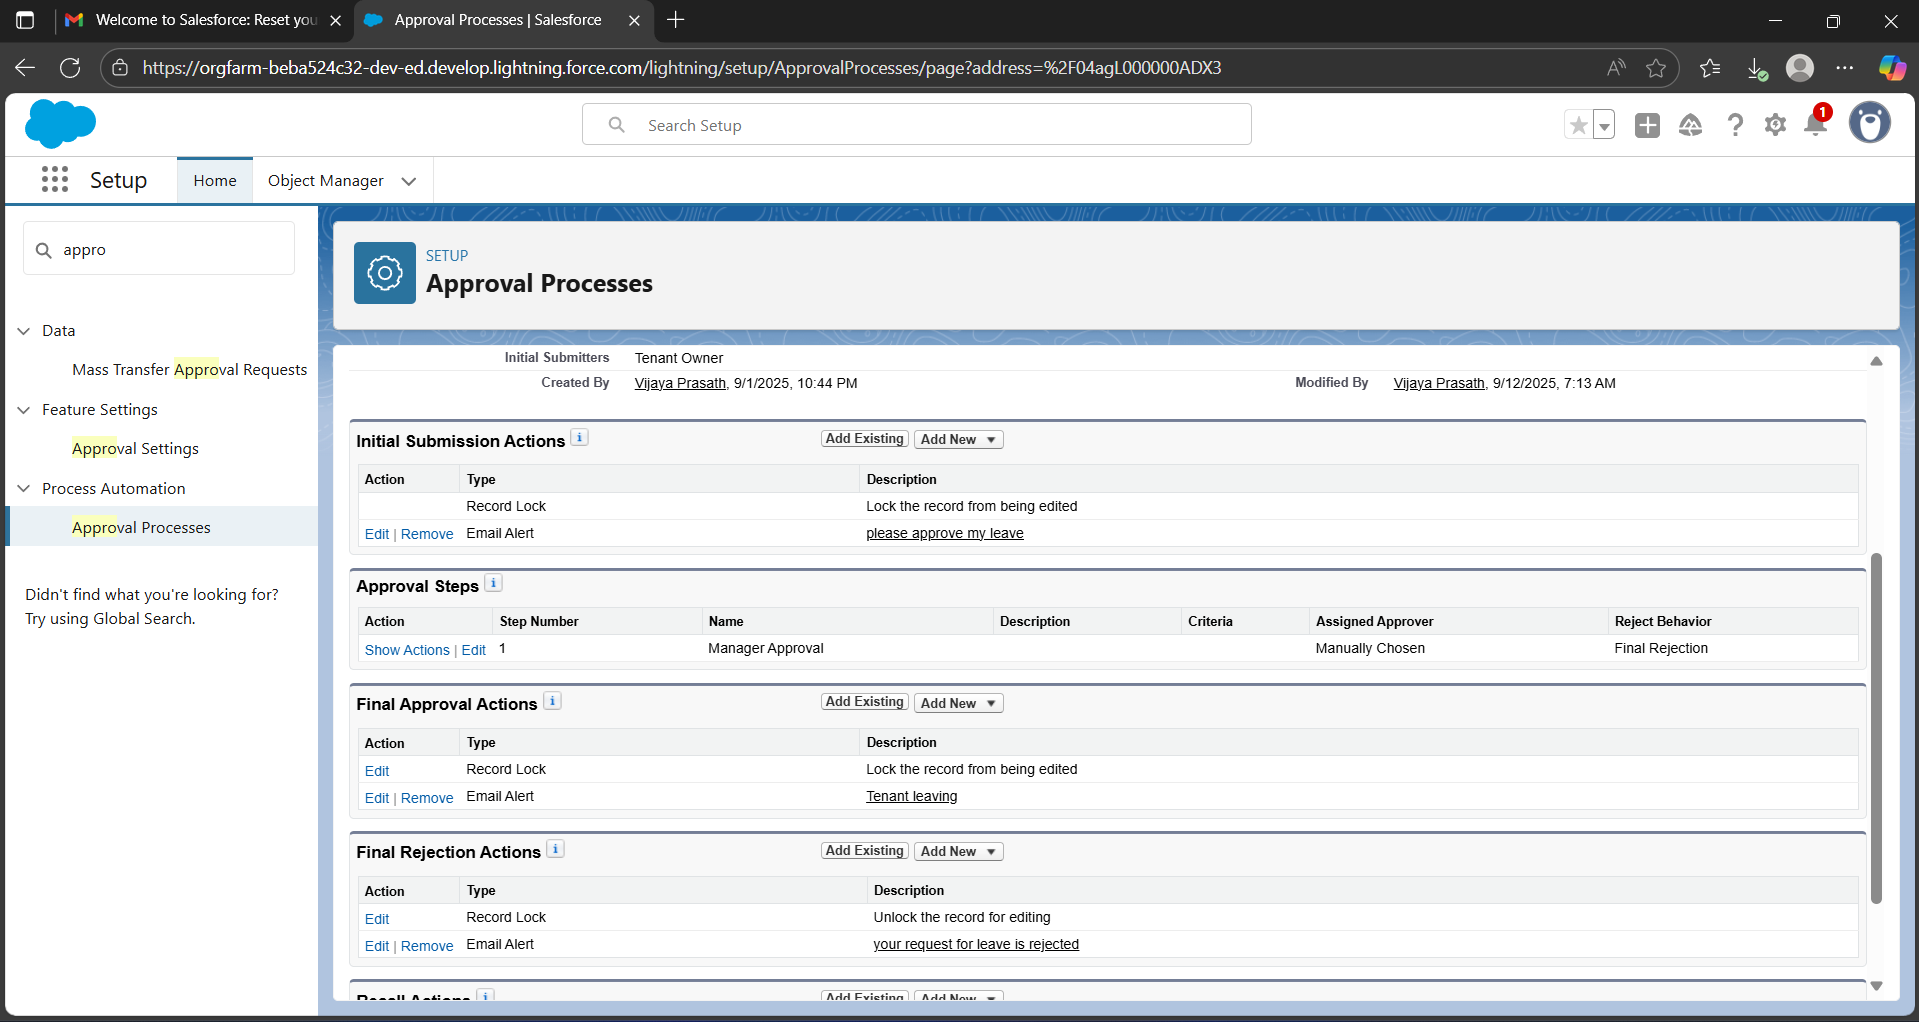 Welcome to Salesforce: Reset you
Approval Processes | Salesforce
https://orgfarm-beba524c32-dev-ed.develop.lightning.force.com/lightning/setup/ApprovalProcesses/page?address=%2F04agL000000ADX3
Search Setup
1
Setup
Home
Object Manager
appro
Data
Mass Transfer Approval Requests
Feature Settings
Approval Settings
Process Automation
Approval Processes
Didn't find what you're looking for?
Try using Global Search.
SETUP
Approval Processes
Initial Submitters Tenant Owner
Created By Vijaya Prasath, 9/1/2025, 10:44 PM Modified By Vijaya Prasath, 9/12/2025, 7:13 AM
Initial Submission Actions i Add Existing Add New
Action Type Description
Record Lock Lock the record from being edited
Edit | Remove Email Alert please approve my leave
Approval Steps i
Action Step Number Name Description Criteria Assigned Approver Reject Behavior
Show Actions | Edit 1 Manager Approval Manually Chosen Final Rejection
Final Approval Actions i Add Existing Add New
Action Type Description
Edit Record Lock Lock the record from being edited
Edit | Remove Email Alert Tenant leaving
Final Rejection Actions i Add Existing Add New
Action Type Description
Edit Record Lock Unlock the record for editing
Edit | Remove Email Alert your request for leave is rejected
Recall Actions i Add Existing Add New